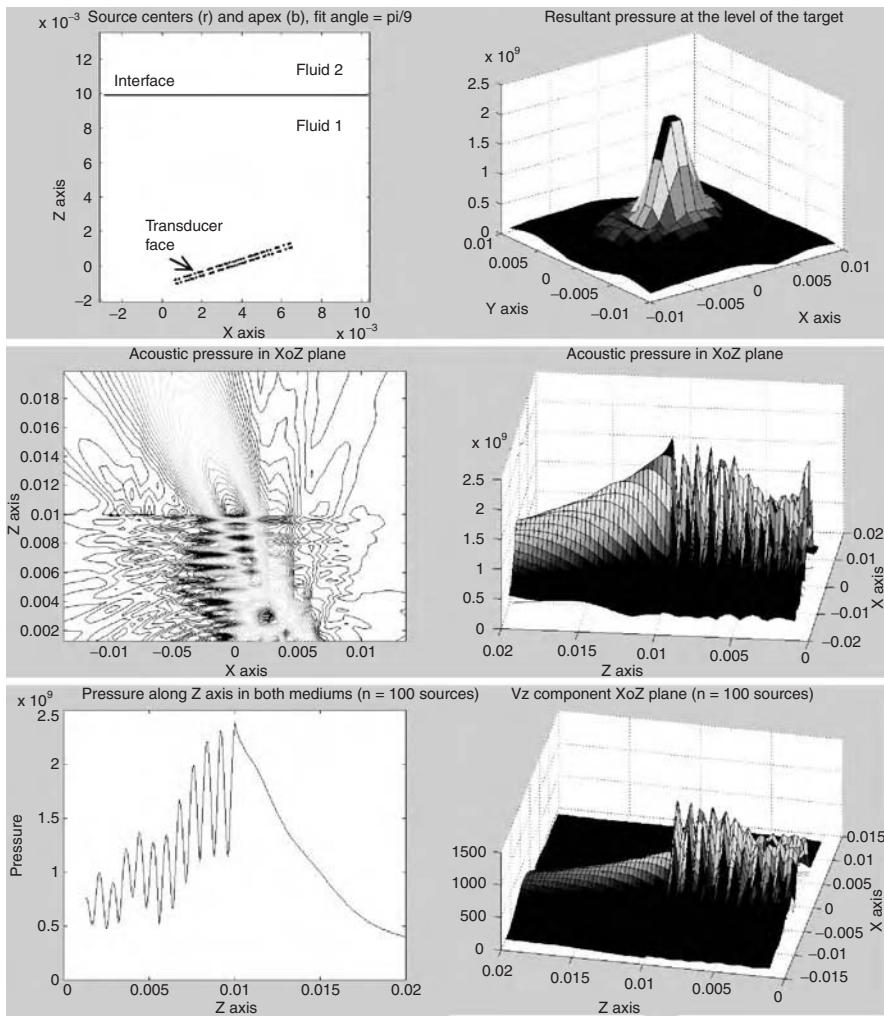 Source centers (r) and apex (b), fit angle = pi/9
× 10⁻³
Interface
Fluid 2
Fluid 1
Transducer
face
Z axis
12
10
8
6
4
2
0
−2
−2 0 2 4 6 8 10
X axis × 10⁻³
Resultant pressure at the level of the target
× 10⁹
2.5
2
1.5
1
0.5
0
0.01
0.005
0
−0.005
−0.01
Y axis
−0.01
−0.005
0
0.005
0.01
X axis
Acoustic pressure in XoZ plane
Z axis
0.018
0.016
0.014
0.012
0.01
0.008
0.006
0.004
0.002
−0.01 −0.05 0 0.005 0.01
X axis
Acoustic pressure in XoZ plane
× 10⁹
2.5
2
1.5
1
0.5
0
0.02 0.015 0.01 0.005 0
Z axis
0.02
0.01
0
−0.01
−0.02
X axis
Pressure along Z axis in both mediums (n = 100 sources)
× 10⁹
2.5
2
1.5
1
0.5
0
Pressure
0 0.005 0.01 0.015 0.02
Z axis
Vz component XoZ plane (n = 100 sources)
1500
1000
500
0
0.02 0.015 0.01 0.005 0
Z axis
0.015
0.01
0.005
0
−0.005
−0.01
−0.015
X axis